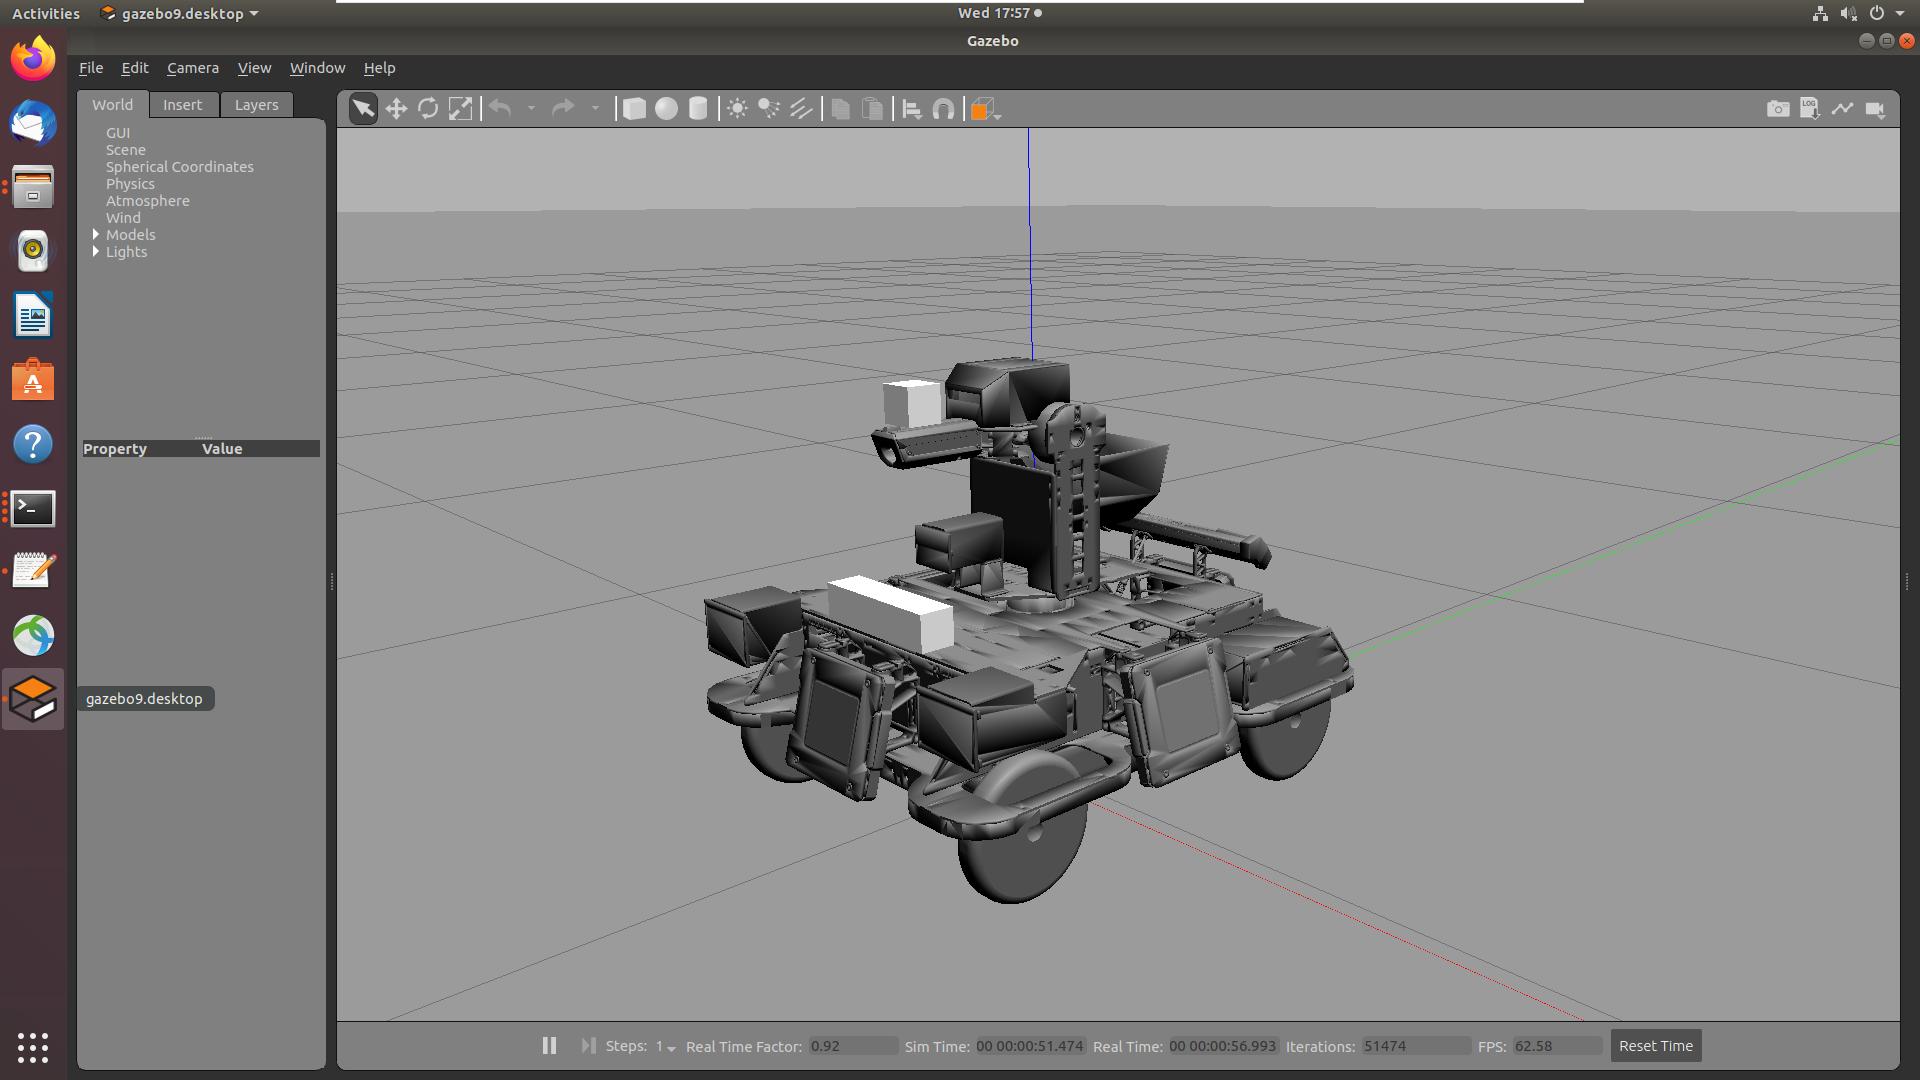 Activities
gazebo9.desktop
Wed 17:57
Gazebo
File Edit Camera View Window Help
World Insert Layers
LOG
GUI
Scene
Spherical Coordinates
Physics
Atmosphere
Wind
Models
Lights
Property Value
gazebo9.desktop
Steps: 1 Real Time Factor: 0.92 Sim Time: 00 00:00:51.474 Real Time: 00 00:00:56.993 Iterations: 51474 FPS: 62.58 Reset Time